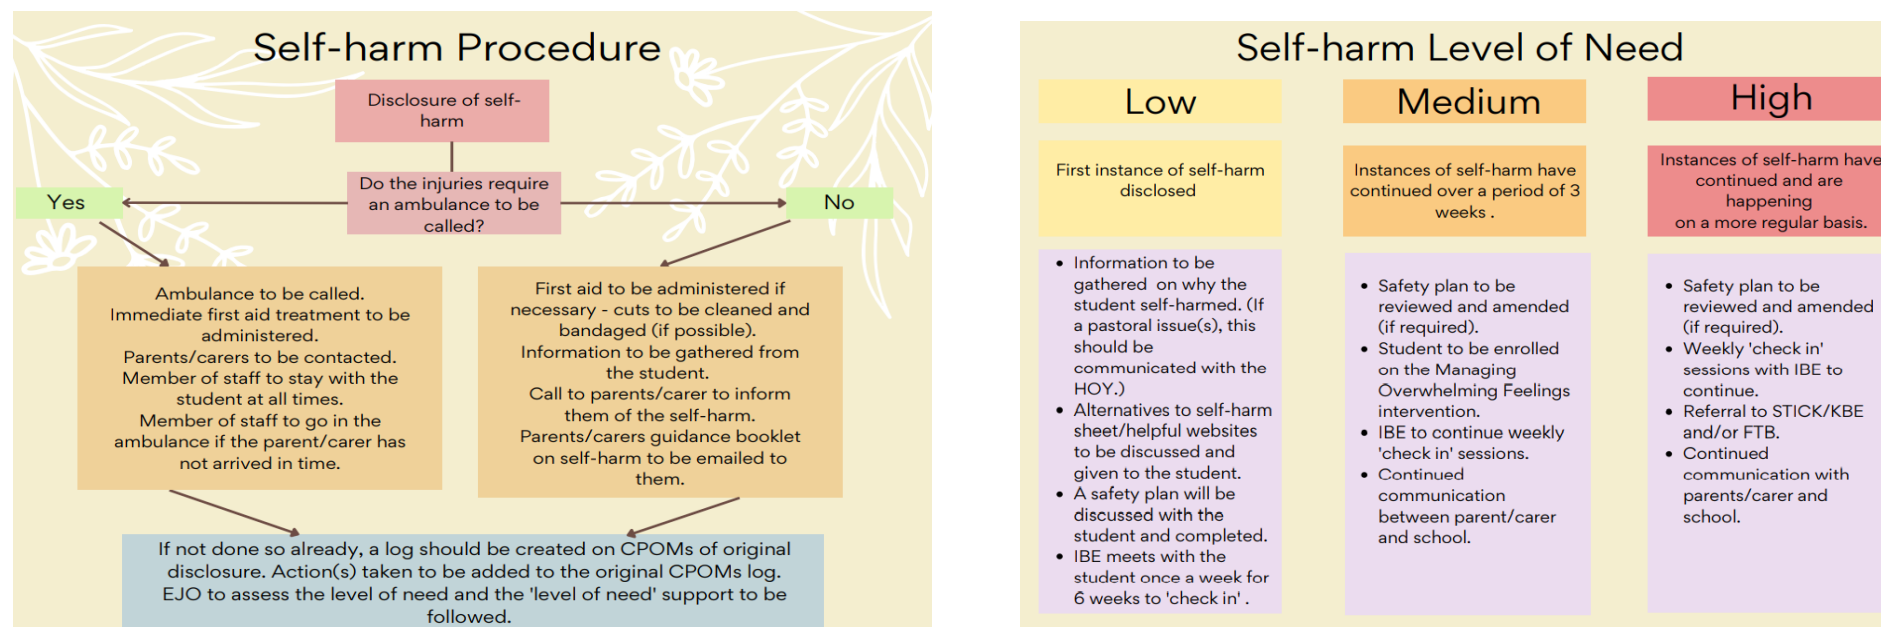 Self-harm Procedure
Disclosure of self-
harm
Do the injuries require
an ambulance to be
called?
Yes
No
Ambulance to be called.
Immediate first aid treatment to be
administered.
Parents/carers to be contacted.
Member of staff to stay with the
student at all times.
Member of staff to go in the
ambulance if the parent/carer has
not arrived in time.
First aid to be administered if
necessary - cuts to be cleaned and
bandaged (if possible).
Information to be gathered from
the student.
Call to parents/carer to inform
them of the self-harm.
Parents/carers guidance booklet
on self-harm to be emailed to
them.
If not done so already, a log should be created on CPOMs of original
disclosure. Action(s) taken to be added to the original CPOMs log.
EJO to assess the level of need and the 'level of need' support to be
followed.
Self-harm Level of Need
Low
First instance of self-harm
disclosed
• Information to be
gathered on why the
student self-harmed. (If
a pastoral issue(s), this
should be
communicated with the
HOY.)
• Alternatives to self-harm
sheet/helpful websites
to be discussed and
given to the student.
• A safety plan will be
discussed with the
student and completed.
• IBE meets with the
student once a week for
6 weeks to 'check in' .
Medium
Instances of self-harm have
continued over a period of 3
weeks .
• Safety plan to be
reviewed and amended
(if required).
• Student to be enrolled
on the Managing
Overwhelming Feelings
intervention.
• IBE to continue weekly
'check in' sessions.
• Continued
communication
between parent/carer
and school.
High
Instances of self-harm have
continued and are
happening
on a more regular basis.
• Safety plan to be
reviewed and amended
(if required).
• Weekly 'check in'
sessions with IBE to
continue.
• Referral to STICK/KBE
and/or FTB.
• Continued
communication with
parents/carer and
school.